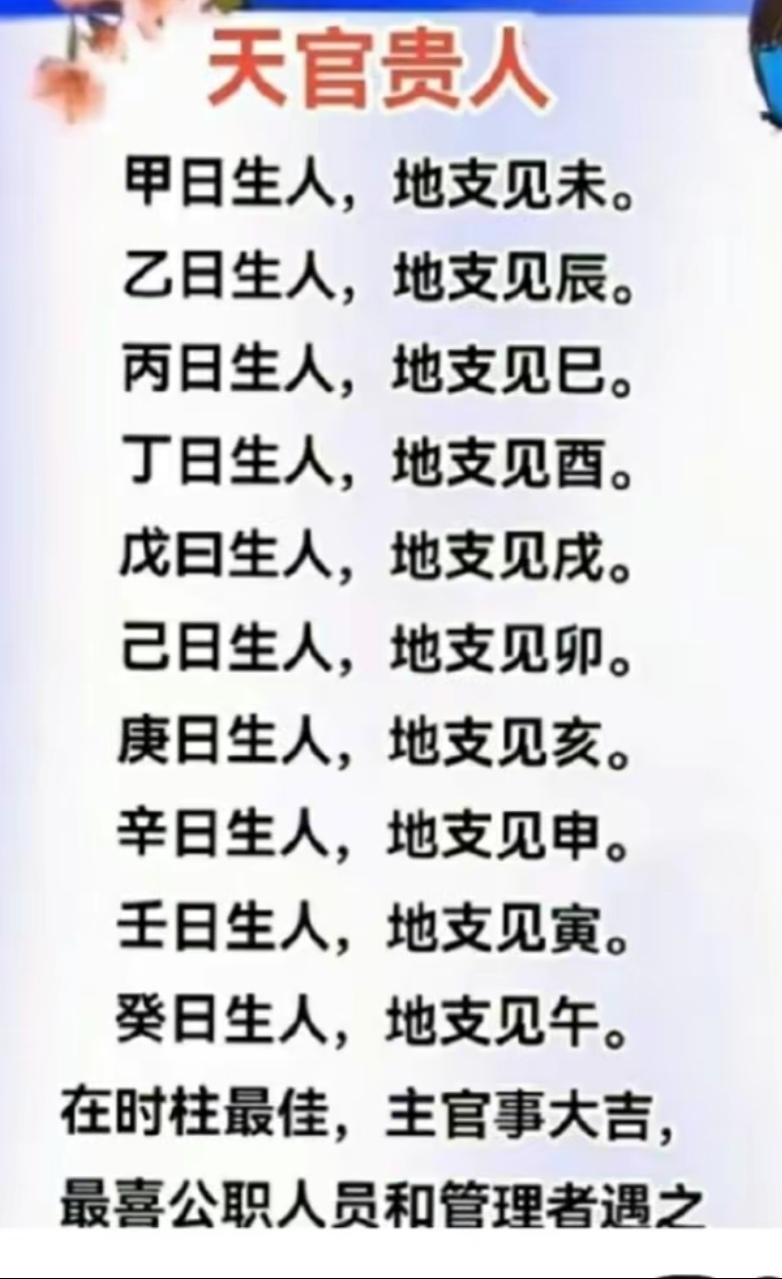 天官贵人
甲日生人，地支见未。
乙日生人，地支见辰。
丙日生人，地支见巳。
丁日生人，地支见酉。
戊曰生人，地支见戌。
己日生人，地支见卯。
庚日生人，地支见亥。
辛日生人，地支见申。
壬日生人，地支见寅。
癸日生人，地支见午。
在时柱最佳，主官事大吉，
最喜公职人员和管理者遇之